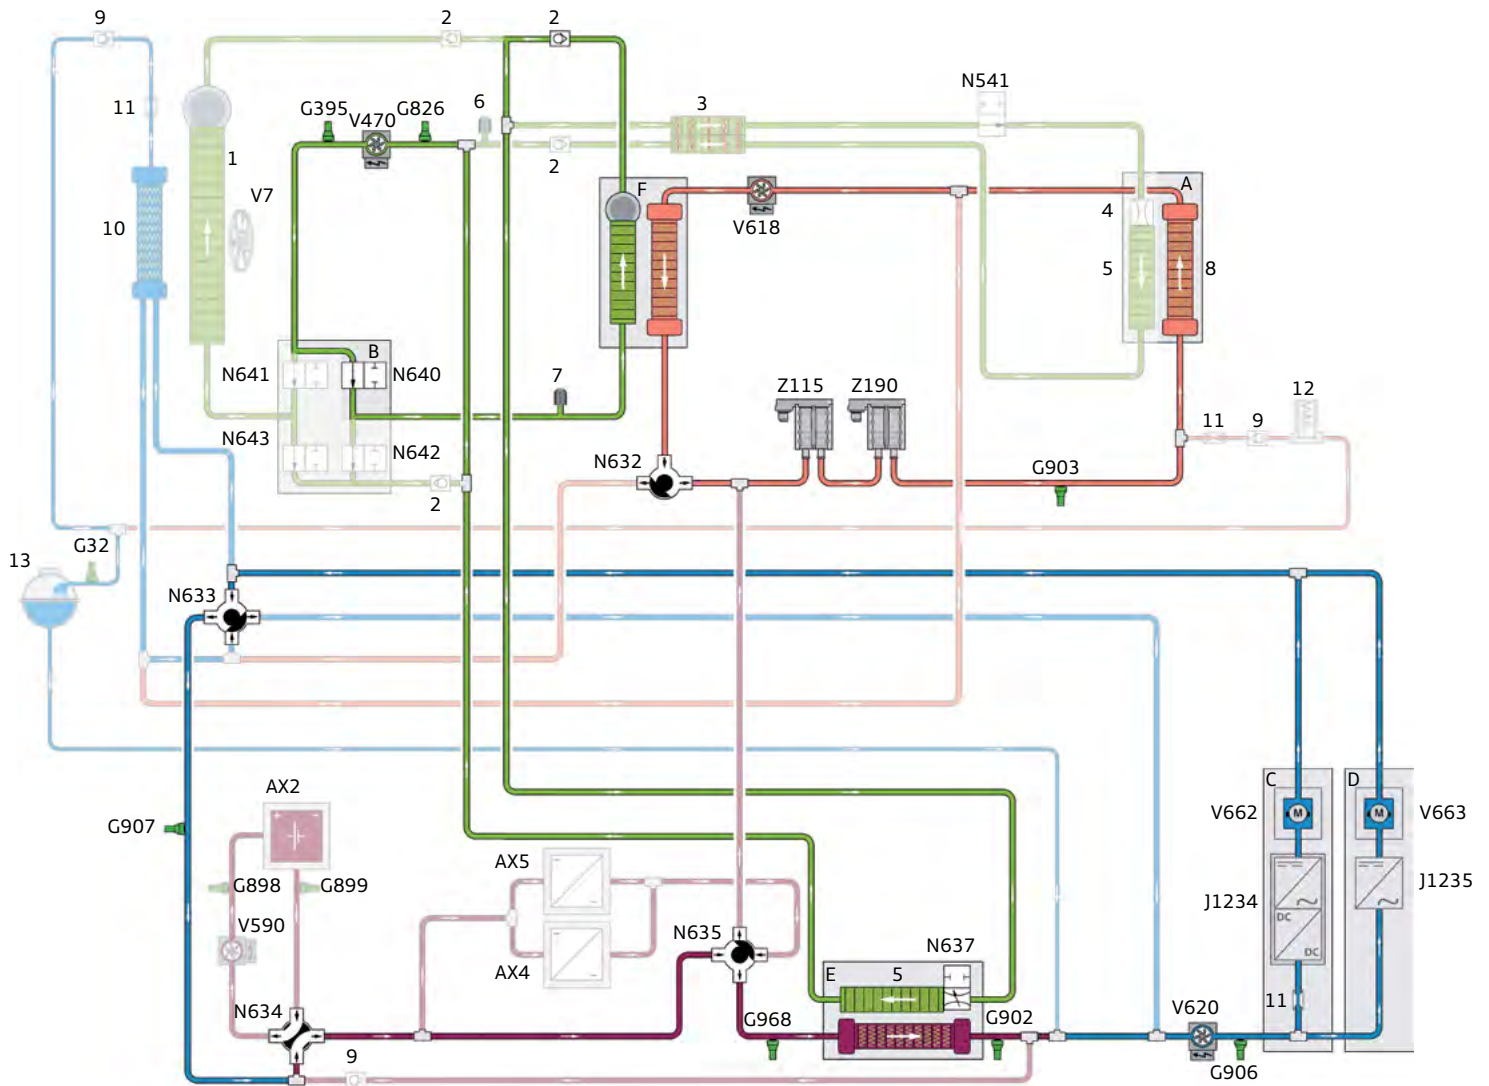 9
2
2
N541
11
G395
V470
G826
6
3
1
2
V7
F
A
10
V618
4
5
8
B
N641
N640
7
Z115
Z190
12
N643
N642
11
9
N632
G903
2
G32
13
N633
AX2
C
D
G907
V662
M
M
V663
AX5
G898
G899
J1235
J1234
DC
V590
N635
N637
DC
AX4
E
5
11
N634
G968
G902
V620
9
G906